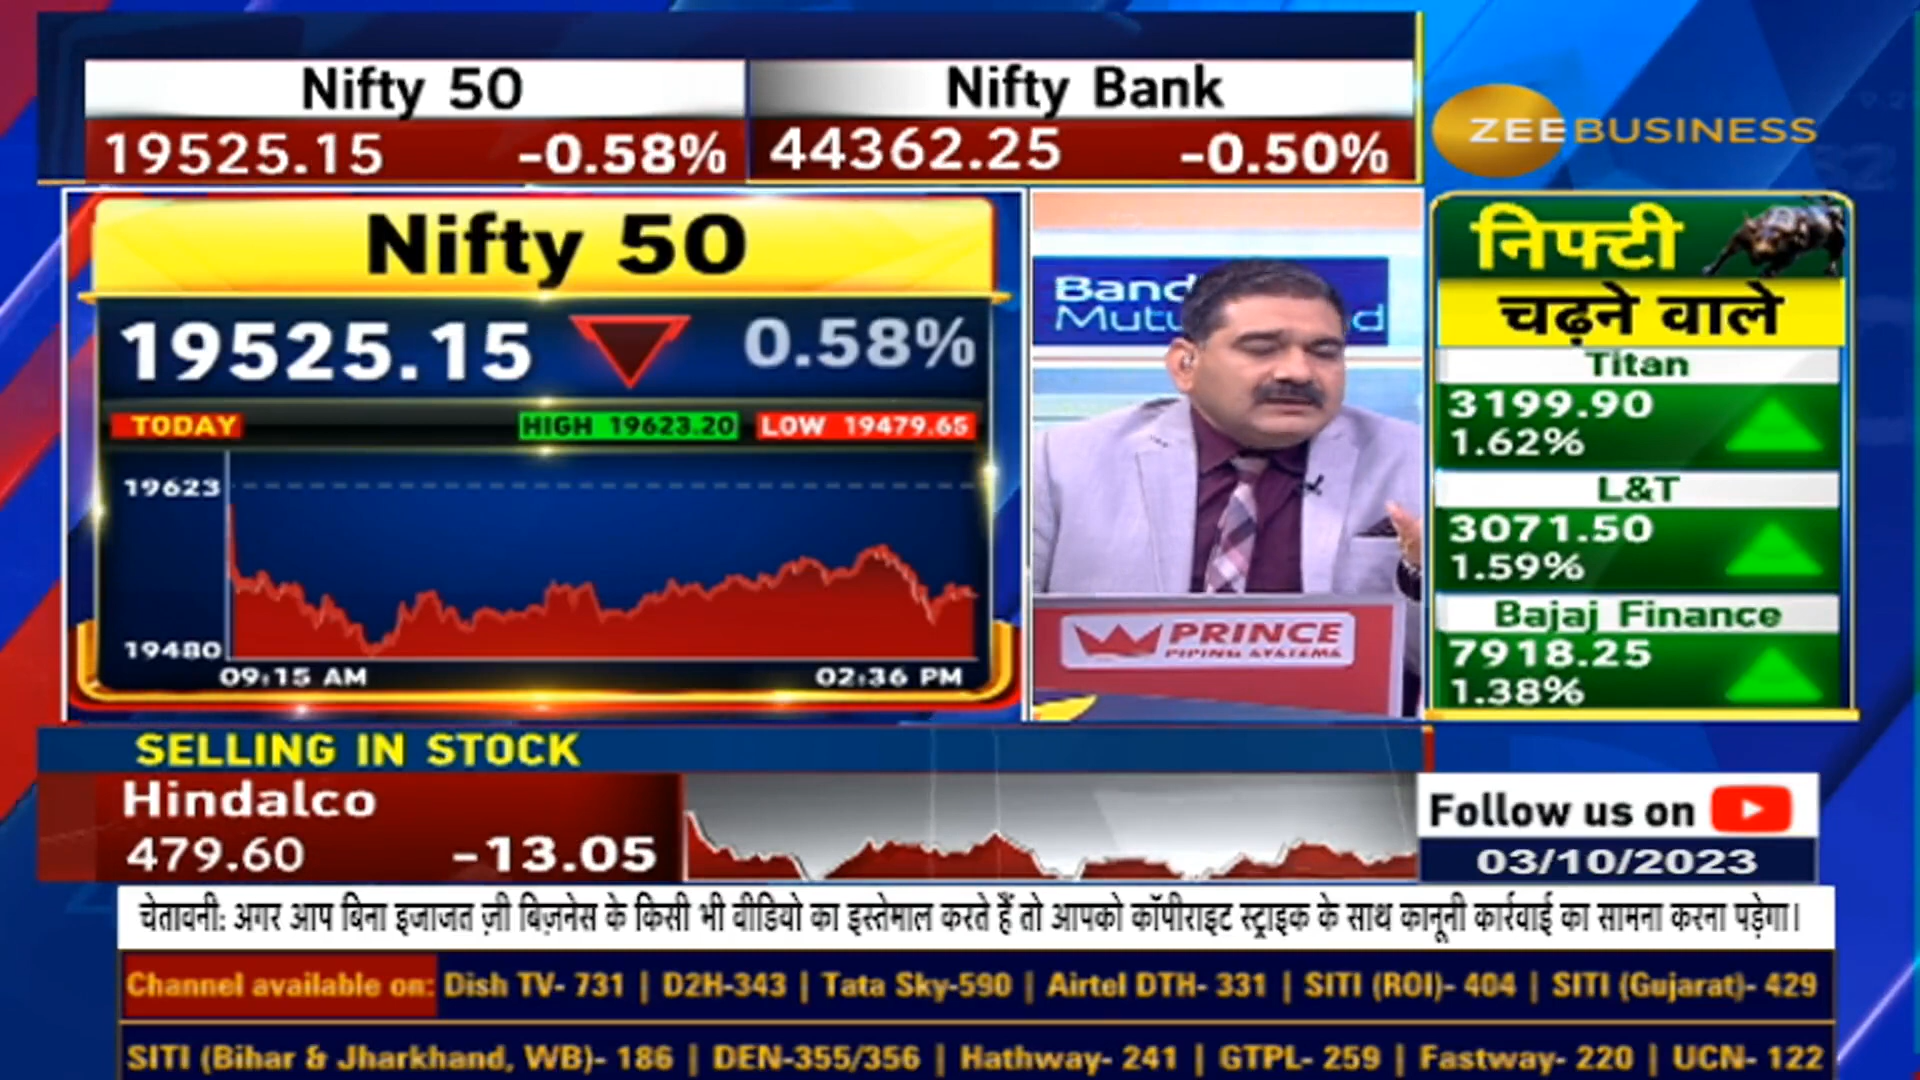 Nifty 50
19525.15 -0.58%
Nifty Bank
44362.25 -0.50%
ZEEBUSINESS
Nifty 50
19525.15 0.58%
TODAY HIGH 19623.20 LOW 19479.65
19623
19480
09:15 AM 02:36 PM
PRINCE
PIPING SYSTEMS
निफ्टी
चढ़ने वाले
Titan
3199.90
1.62%
L&T
3071.50
1.59%
Bajaj Finance
7918.25
1.38%
SELLING IN STOCK
Hindalco
479.60 -13.05
Follow us on
03/10/2023
चेतावनी: अगर आप बिना इजाजत ज़ी बिज़नेस के किसी भी वीडियो का इस्तेमाल करते हैं तो आपको कॉपीराइट स्ट्राइक के साथ कानूनी कार्रवाई का सामना करना पड़ेगा।
Channel available on: Dish TV- 731 | D2H-343 | Tata Sky-590 | Airtel DTH- 331 | SITI (ROI)- 404 | SITI (Gujarat)- 429
SITI (Bihar & Jharkhand, WB)- 186 | DEN-355/356 | Hathway- 241 | GTPL- 259 | Fastway- 220 | UCN- 122